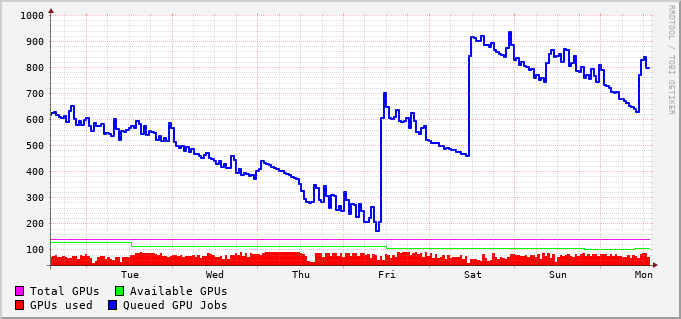 1000
900
800
700
600
500
400
300
200
100
Tue Wed Thu Fri Sat Sun Mon
Total GPUs Available GPUs
GPUs used Queued GPU Jobs
RRDTOOL / TOBI OETIKER